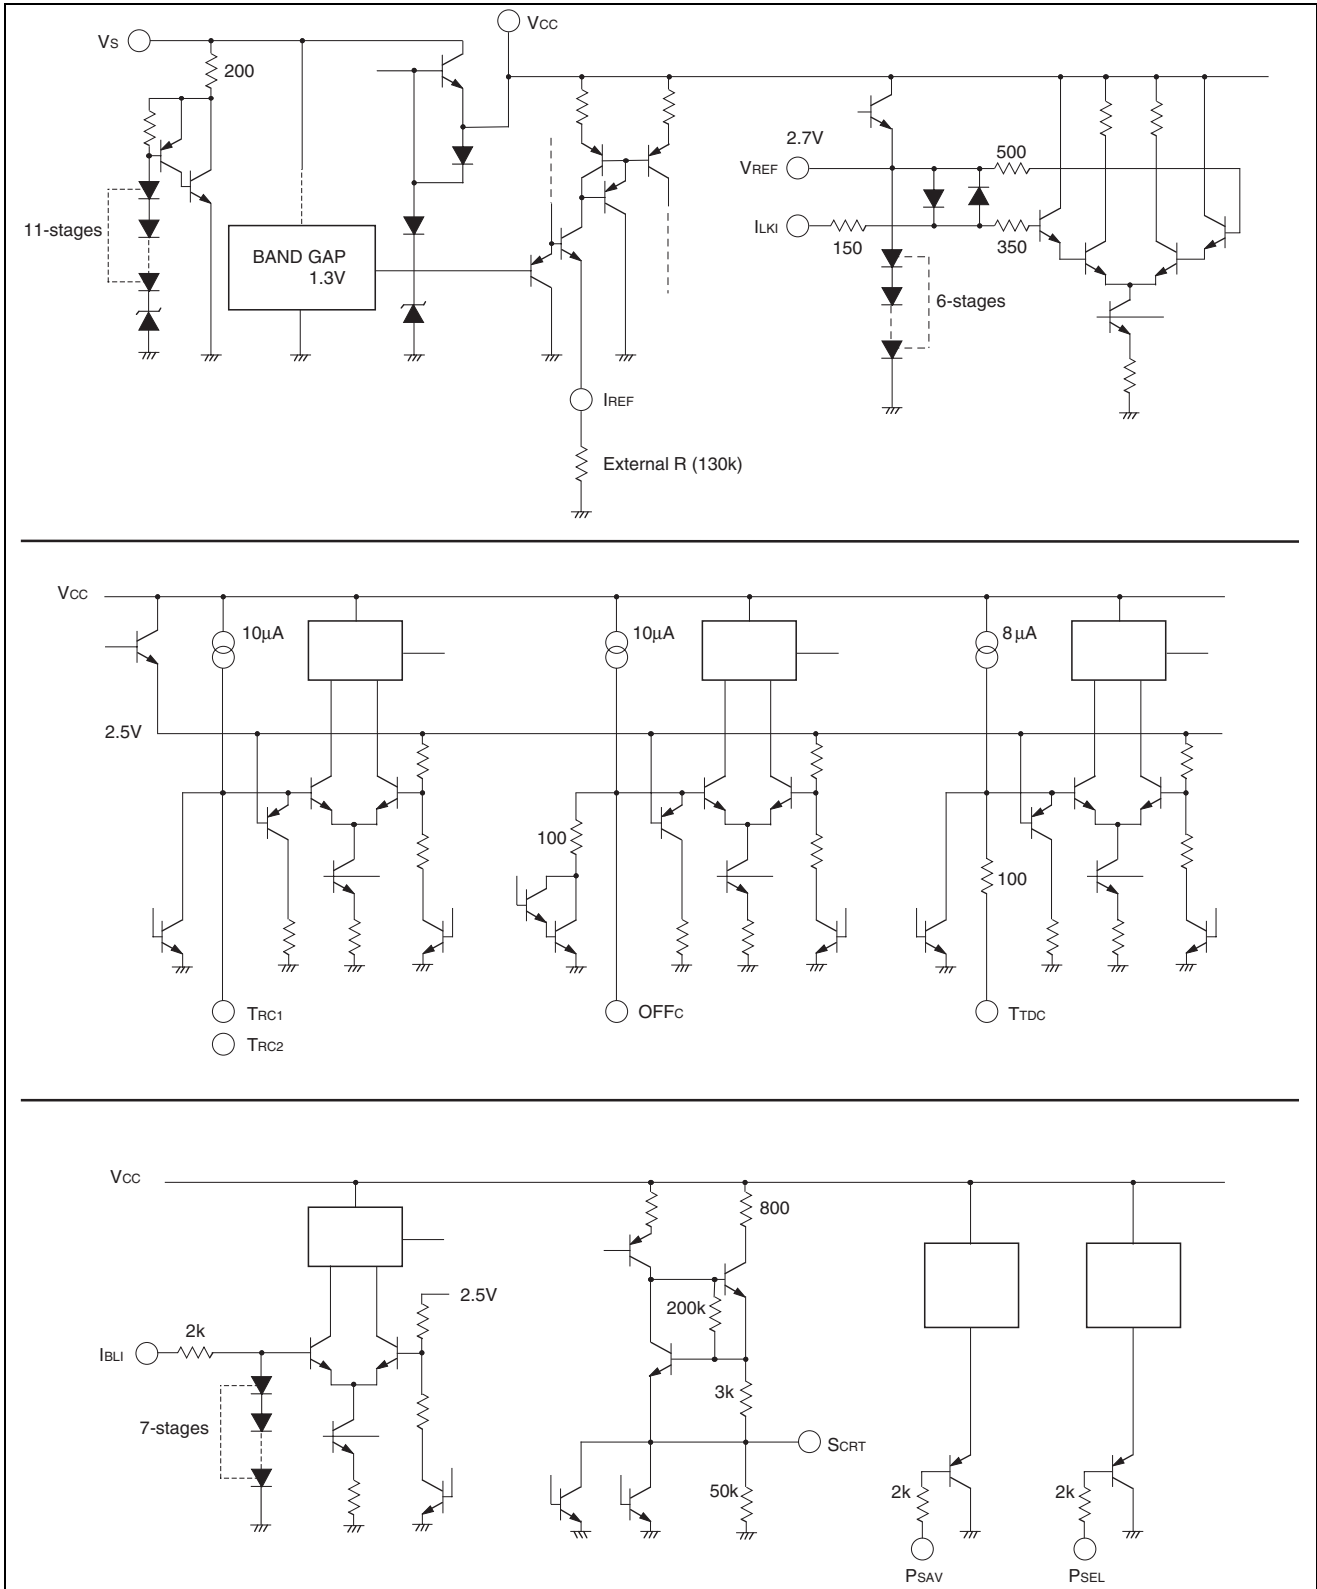 VS
VCC
200
11-stages
BAND GAP
1.3V
IREF
External R (130k)
2.7V
VREF
500
ILKI
150
350
6-stages
VCC
10μA
10μA
8μA
2.5V
100
100
TRC1
OFFC
TTDC
TRC2
VCC
800
2.5V
200k
2k
IBLI
3k
7-stages
SCRT
50k
2k
2k
PSAV
PSEL